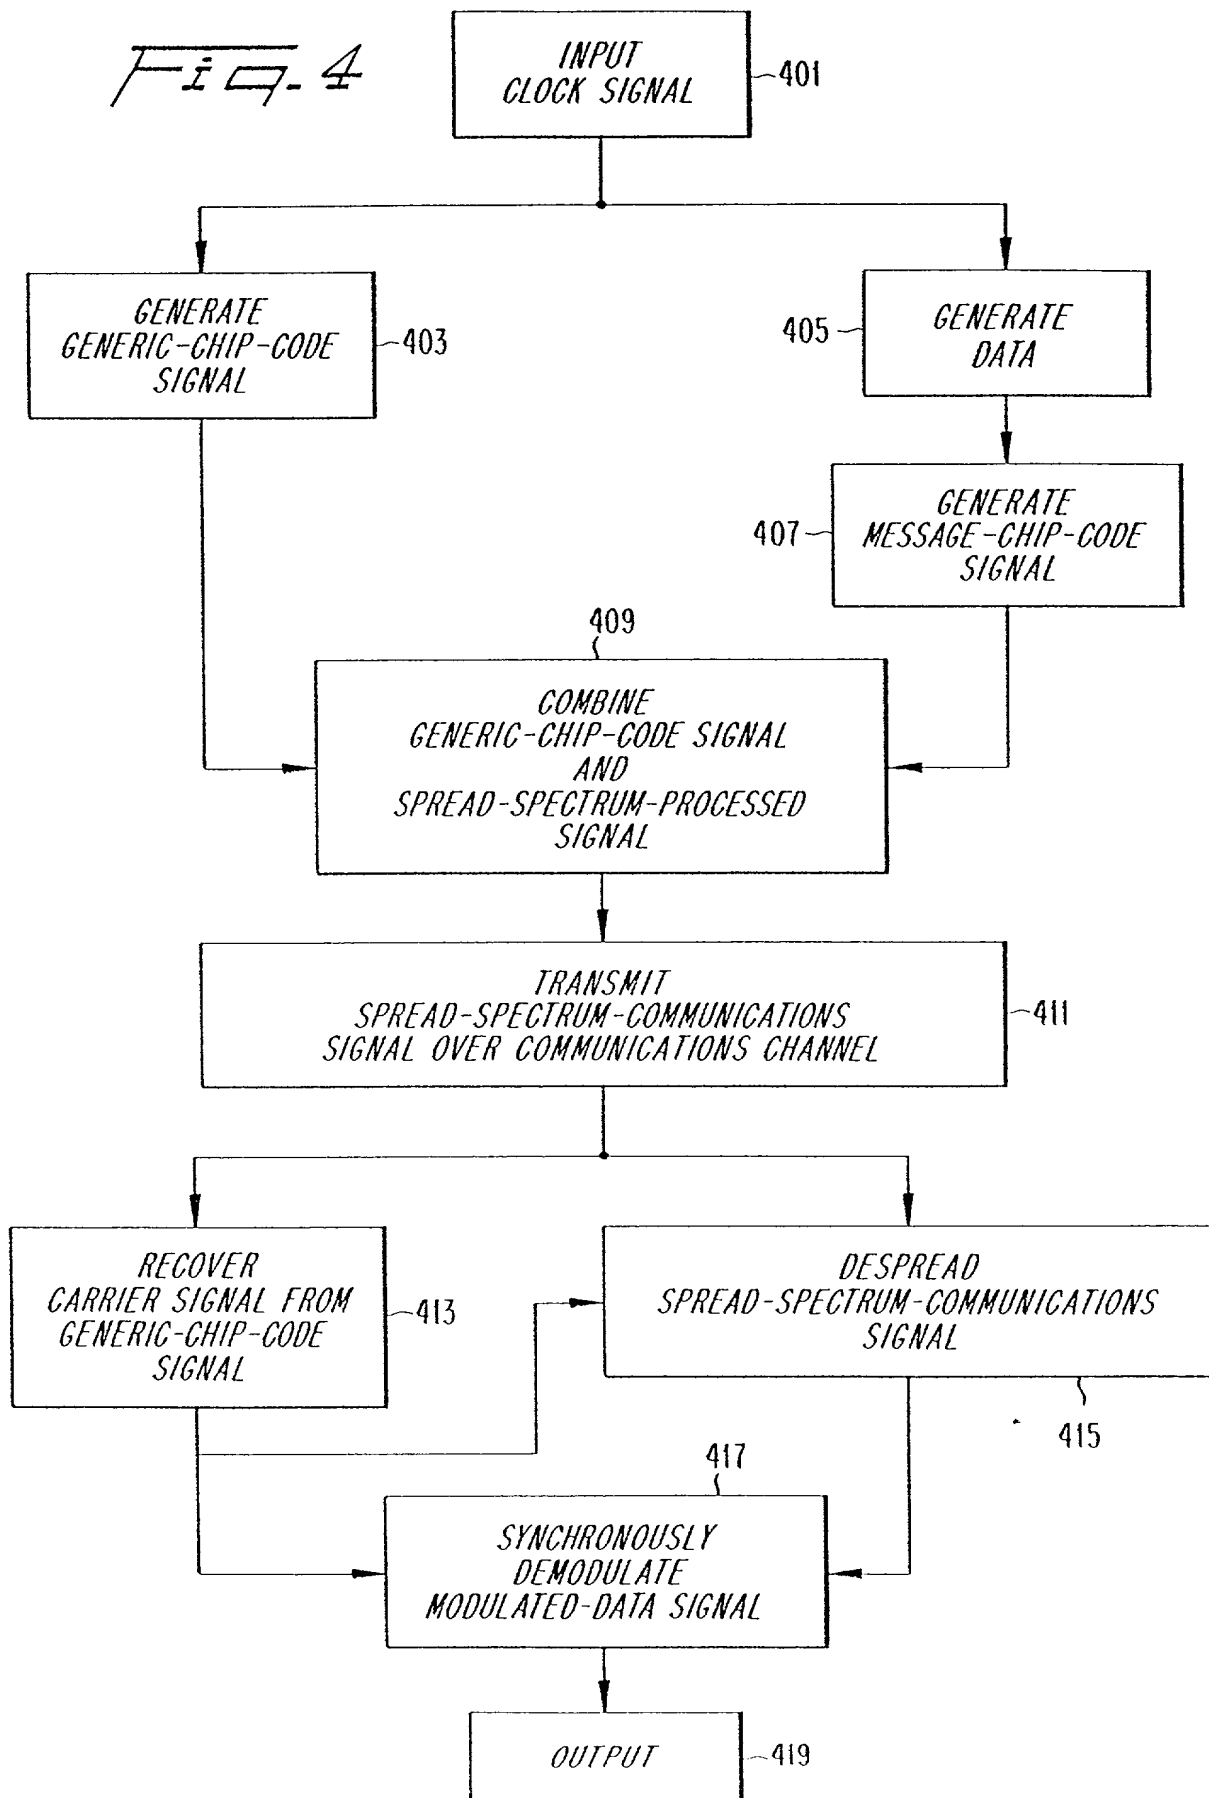 Fig. 4
INPUT
CLOCK SIGNAL
401
GENERATE
GENERIC-CHIP-CODE
SIGNAL
403
405
GENERATE
DATA
407
GENERATE
MESSAGE-CHIP-CODE
SIGNAL
409
COMBINE
GENERIC-CHIP-CODE SIGNAL
AND
SPREAD-SPECTRUM-PROCESSED
SIGNAL
TRANSMIT
SPREAD-SPECTRUM-COMMUNICATIONS
SIGNAL OVER COMMUNICATIONS CHANNEL
411
RECOVER
CARRIER SIGNAL FROM
GENERIC-CHIP-CODE
SIGNAL
413
DESPREAD
SPREAD-SPECTRUM-COMMUNICATIONS
SIGNAL
415
417
SYNCHRONOUSLY
DEMODULATE
MODULATED-DATA SIGNAL
OUTPUT
419